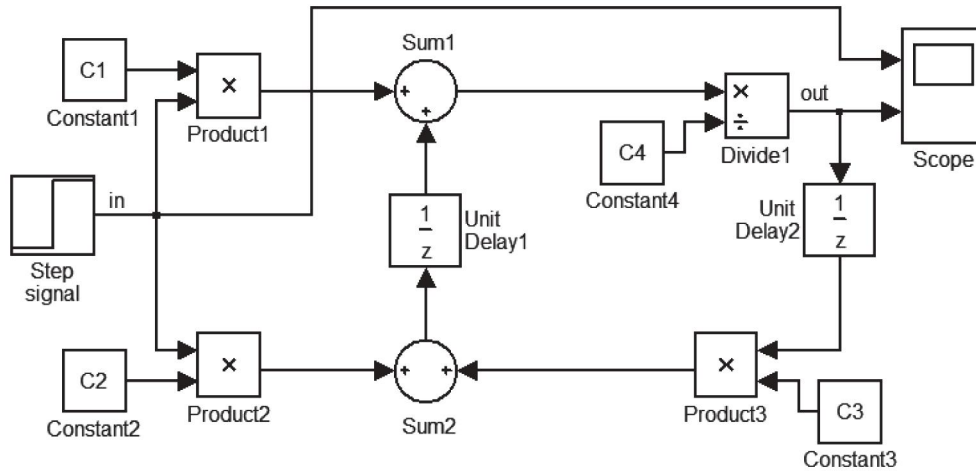 Sum1
C1
Constant1
×
Product1
+
+
×
÷
Divide1
out
Scope
C4
Constant4
in
Step
signal
1
z
Unit
Delay1
Unit
Delay2
1
z
C2
Constant2
×
Product2
+
+
Sum2
×
Product3
C3
Constant3